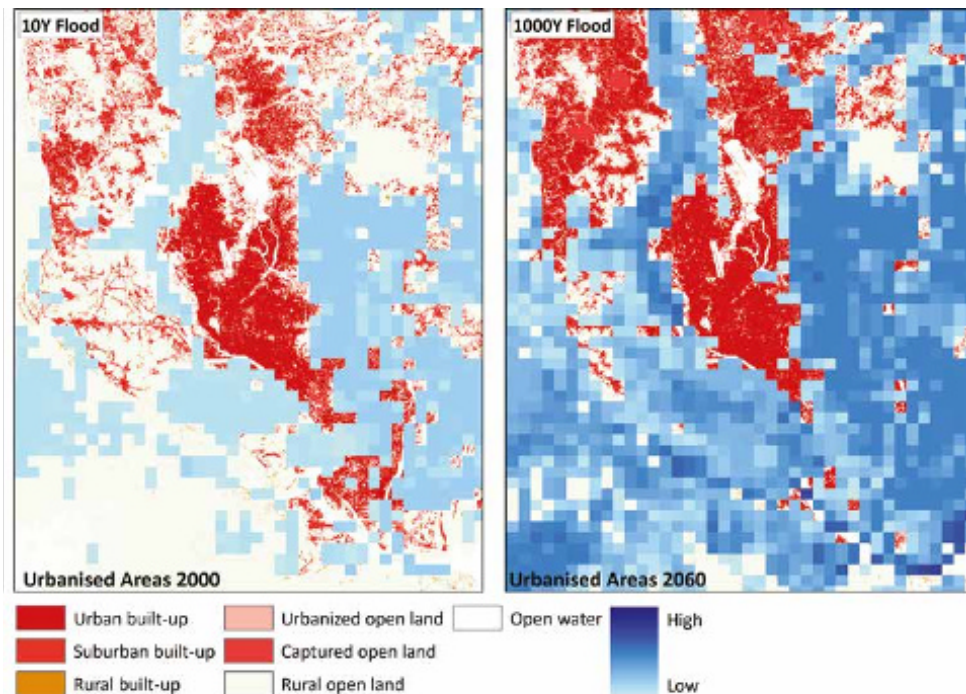 10Y Flood
1000Y Flood
Urbanised Areas 2000
Urbanised Areas 2060
Urban built-up
Urbanized open land
Open water
High
Suburban built-up
Captured open land
Rural built-up
Rural open land
Low